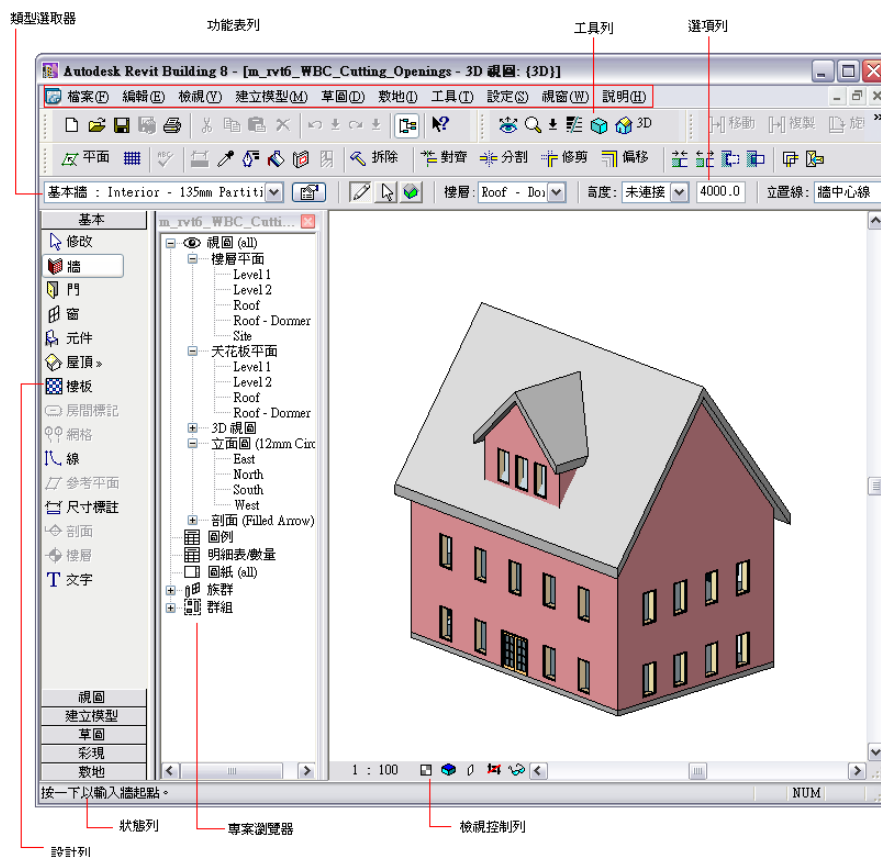 類型選取器
功能表列
工具列
選項列
Autodesk Revit Building 8 - [m_rvt6_WBC_Cutting_Openings - 3D 視圖: {3D}]
檔案(F) 編輯(E) 檢視(V) 建立模型(M) 草圖(D) 敷地(I) 工具(T) 設定(S) 視窗(W) 說明(H)
3D 移動 複製 旋
平面 拆除 對齊 分割 修剪 偏移
基本牆 : Interior - 135mm Partiti 樓層: Roof - Do 高度: 未連接 4000.0 立置線: 牆中心線
基本
修改
牆
門
窗
元件
屋頂 »
樓板
房間標記
網格
線
參考平面
尺寸標註
剖面
樓層
文字
視圖
建立模型
草圖
彩現
敷地
m_rvt6_WBC_Cutti...
視圖 (all)
樓層平面
Level 1
Level 2
Roof
Roof - Dormer
Site
天花板平面
Level 1
Level 2
Roof
Roof - Dormer
3D 視圖
立面圖 (12mm Circ
East
North
South
West
剖面 (Filled Arrow)
圖例
明細表/數量
圖紙 (all)
族群
群組
1 : 100
按一下以輸入牆起點。
NUM
狀態列
專案瀏覽器
檢視控制列
設計列